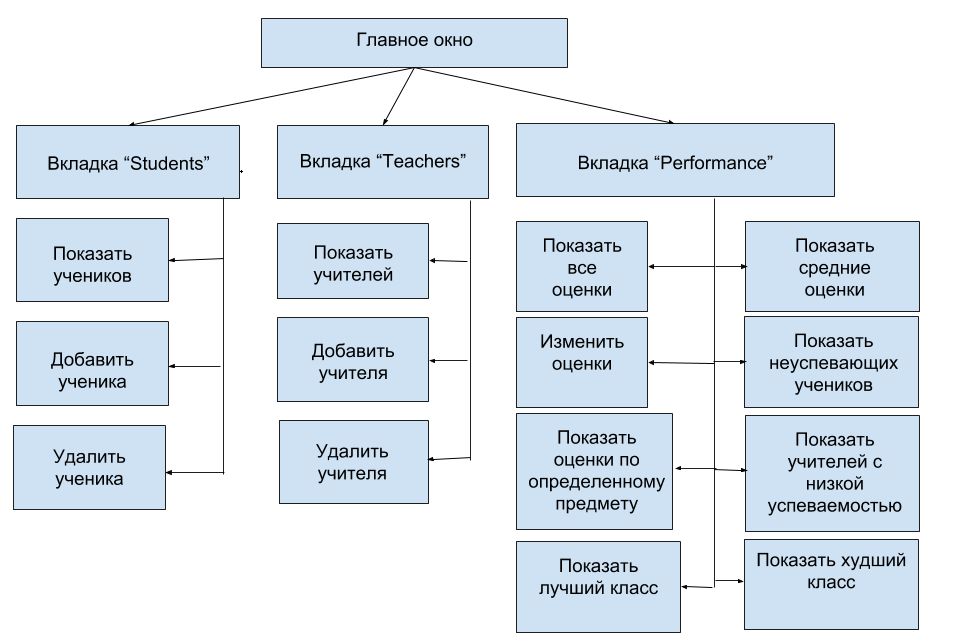 Главное окно
Вкладка “Students”
Вкладка “Teachers”
Вкладка “Performance”
Показать
учеников
Добавить
ученика
Удалить
ученика
Показать
учителей
Добавить
учителя
Удалить
учителя
Показать
все
оценки
Показать
средние
оценки
Изменить
оценки
Показать
неуспевающих
учеников
Показать
оценки по
определенному
предмету
Показать
учителей с
низкой
успеваемостью
Показать
лучший класс
Показать худший
класс